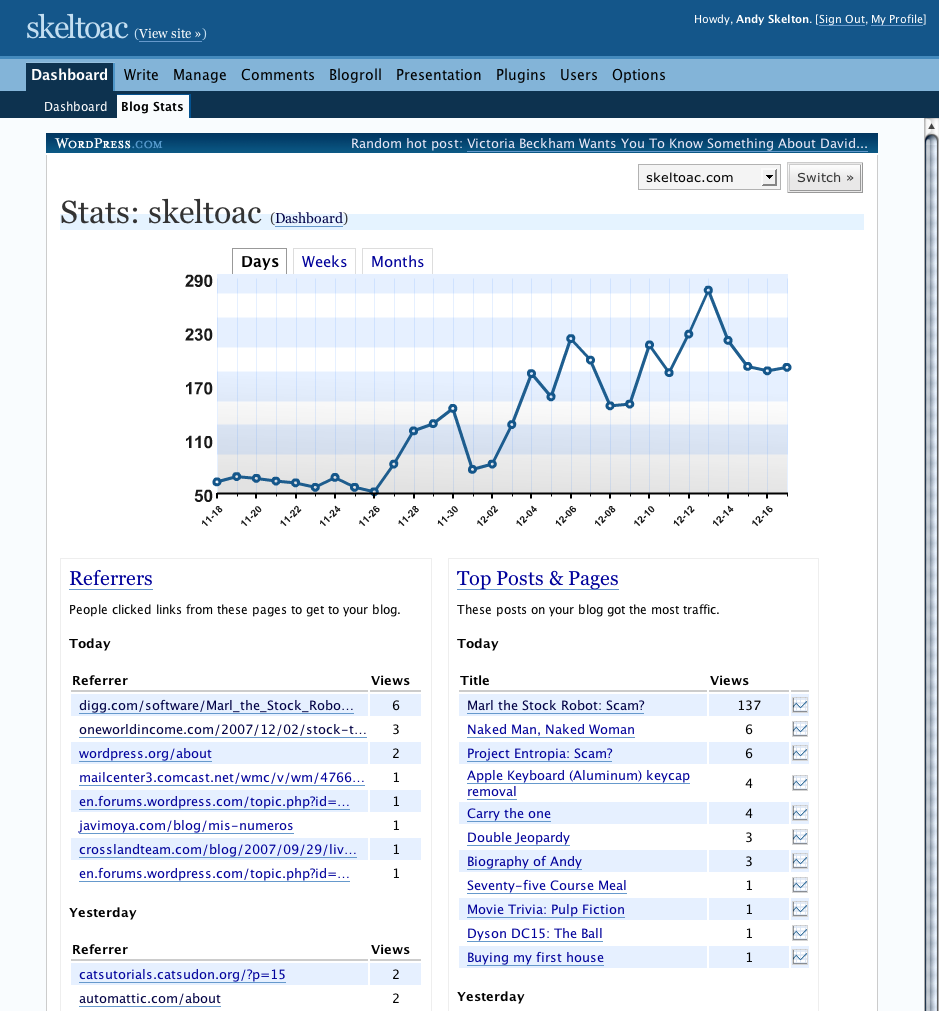 skeltoac (View site »)
Howdy, Andy Skelton. [Sign Out, My Profile]
Dashboard Write Manage Comments Blogroll Presentation Plugins Users Options
Dashboard Blog Stats
WORDPRESS.COM Random hot post: Victoria Beckham Wants You To Know Something About David...
skeltoac.com Switch »
Stats: skeltoac (Dashboard)
Days Weeks Months
290
230
170
110
50
11-18 11-20 11-22 11-24 11-26 11-28 11-30 12-02 12-04 12-06 12-08 12-10 12-12 12-14 12-16
Referrers
People clicked links from these pages to get to your blog.
Today
Referrer Views
digg.com/software/Marl_the_Stock_Robo... 6
oneworldincome.com/2007/12/02/stock-t... 3
wordpress.org/about 2
mailcenter3.comcast.net/wmc/v/wm/4766... 1
en.forums.wordpress.com/topic.php?id=... 1
javimoya.com/blog/mis-numeros 1
crosslandteam.com/blog/2007/09/29/liv... 1
en.forums.wordpress.com/topic.php?id=... 1
Yesterday
Referrer Views
catsutorials.catsudon.org/?p=15 2
automattic.com/about 2
Top Posts & Pages
These posts on your blog got the most traffic.
Today
Title Views
Marl the Stock Robot: Scam? 137
Naked Man, Naked Woman 6
Project Entropia: Scam? 6
Apple Keyboard (Aluminum) keycap
removal 4
Carry the one 4
Double Jeopardy 3
Biography of Andy 3
Seventy-five Course Meal 1
Movie Trivia: Pulp Fiction 1
Dyson DC15: The Ball 1
Buying my first house 1
Yesterday